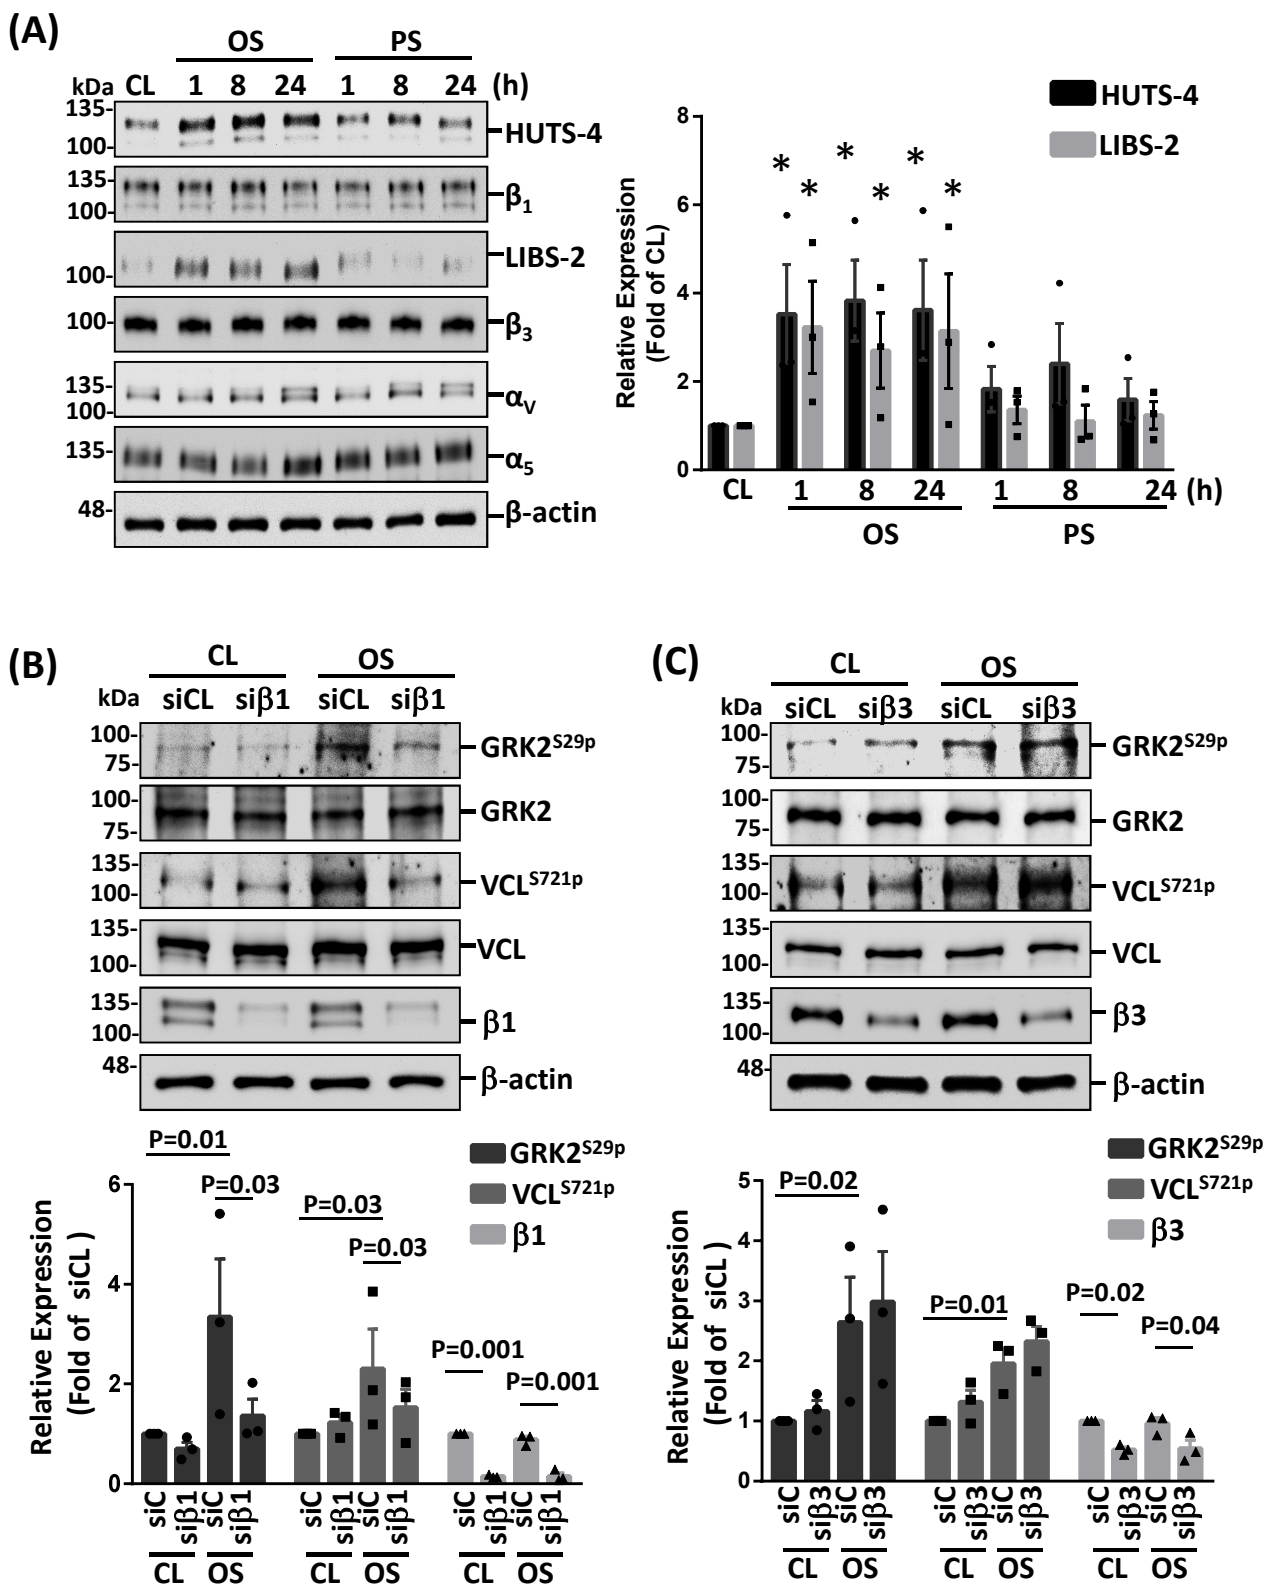 (A)
OS PS
kDa CL 1 8 24 1 8 24 (h)
135-
100-
HUTS-4
135-
100-
β1
100-
LIBS-2
100-
β3
135-
100-
αV
135-
α5
48-
β-actin
HUTS-4
LIBS-2
Relative Expression
(Fold of CL)
8
6
4
2
0
* * * * * *
CL 1 8 24 1 8 24 (h)
OS PS
(B)
CL OS
kDa siCL siβ1 siCL siβ1
100-
75-
GRK2S29p
100-
75-
GRK2
135-
100-
VCLS721p
135-
100-
VCL
135-
100-
β1
48-
β-actin
GRK2S29p
VCLS721p
β1
Relative Expression
(Fold of siCL )
6
4
2
0
P=0.01
P=0.03
P=0.03
P=0.03
P=0.001
P=0.001
siC siβ1 siC siβ1 siC siβ1 siC siβ1 siC siβ1 siC siβ1
CL OS CL OS CL OS
(C)
CL OS
kDa siCL siβ3 siCL siβ3
100-
75-
GRK2S29p
100-
75-
GRK2
135-
100-
VCLS721p
135-
100-
VCL
135-
100-
β3
48-
β-actin
GRK2S29p
VCLS721p
β3
Relative Expression
(Fold of siCL )
5
4
3
2
1
0
P=0.02
P=0.01
P=0.02
P=0.04
siC siβ3 siC siβ3 siC siβ3 siC siβ3 siC siβ3 siC siβ3
CL OS CL OS CL OS